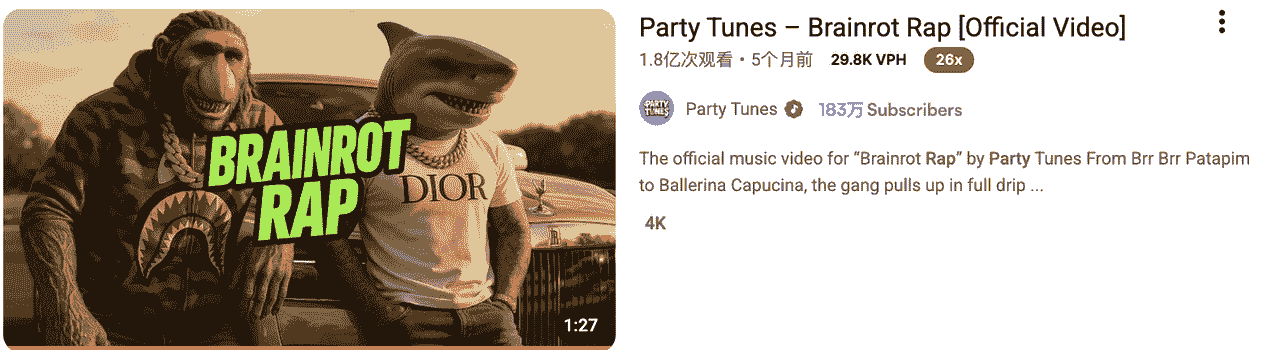 BRAINROT
RAP
DIOR
1:27
Party Tunes – Brainrot Rap [Official Video]
1.8亿次观看・5个月前 29.8K VPH 26x
PARTY TUNES
Party Tunes 183万 Subscribers
The official music video for “Brainrot Rap” by Party Tunes From Brr Brr Patapim
to Ballerina Capucina, the gang pulls up in full drip ...
4K